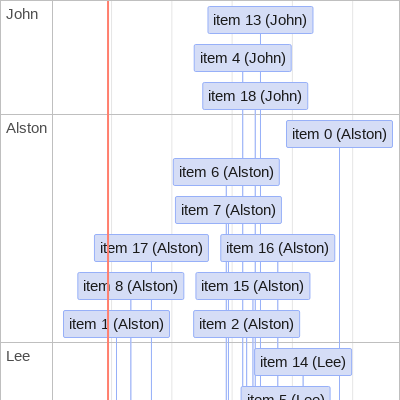 John
item 13 (John)
item 4 (John)
item 18 (John)
Alston
item 0 (Alston)
item 6 (Alston)
item 7 (Alston)
item 17 (Alston)
item 16 (Alston)
item 8 (Alston)
item 15 (Alston)
item 1 (Alston)
item 2 (Alston)
Lee
item 14 (Lee)
item 5 (Lee)